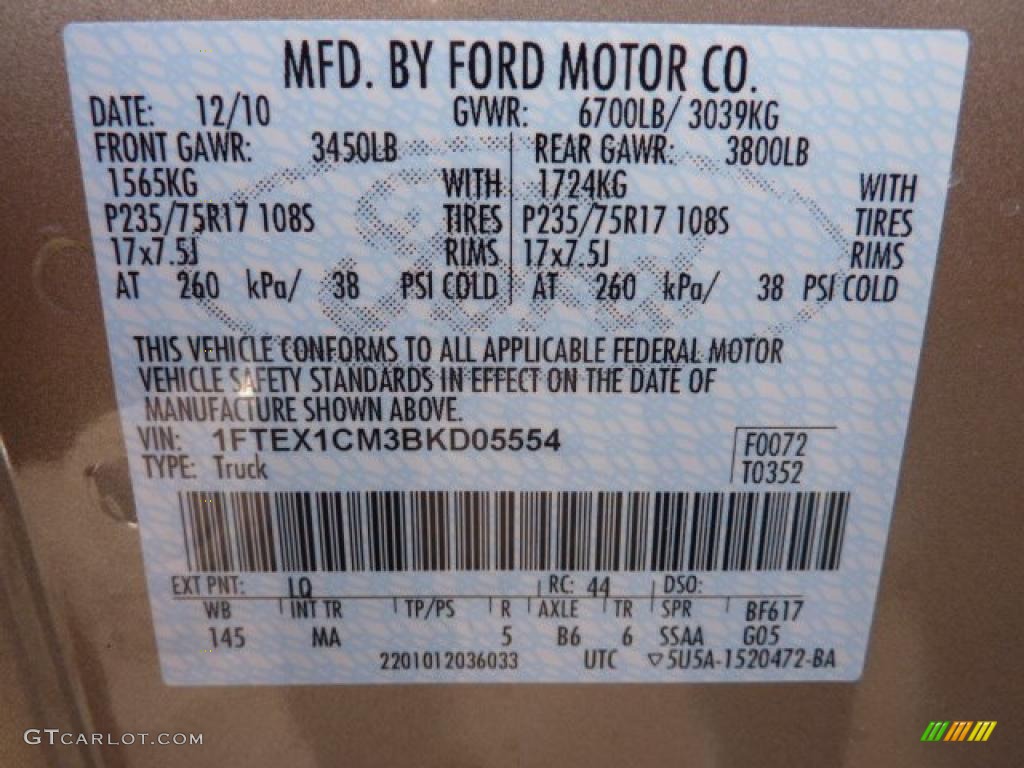 MFD. BY FORD MOTOR CO.
DATE: 12/10 GVWR: 6700LB/ 3039KG
FRONT GAWR: 3450LB REAR GAWR: 3800LB
1565KG WITH 1724KG WITH
P235/75R17 108S TIRES P235/75R17 108S TIRES
17x7.5J RIMS 17x7.5J RIMS
AT 260 kPa/ 38 PSI COLD AT 260 kPa/ 38 PSI COLD
THIS VEHICLE CONFORMS TO ALL APPLICABLE FEDERAL MOTOR
VEHICLE SAFETY STANDARDS IN EFFECT ON THE DATE OF
MANUFACTURE SHOWN ABOVE.
VIN: 1FTEX1CM3BKD05554 F0072
TYPE: Truck T0352
EXT PNT: LQ RC: 44 DSO:
WB INT TR TP/PS R AXLE TR SPR BF617
145 MA 5 B6 6 SSAA G05
2201012036033 UTC ▽5U5A-1520472-BA
GTCARLOT.COM